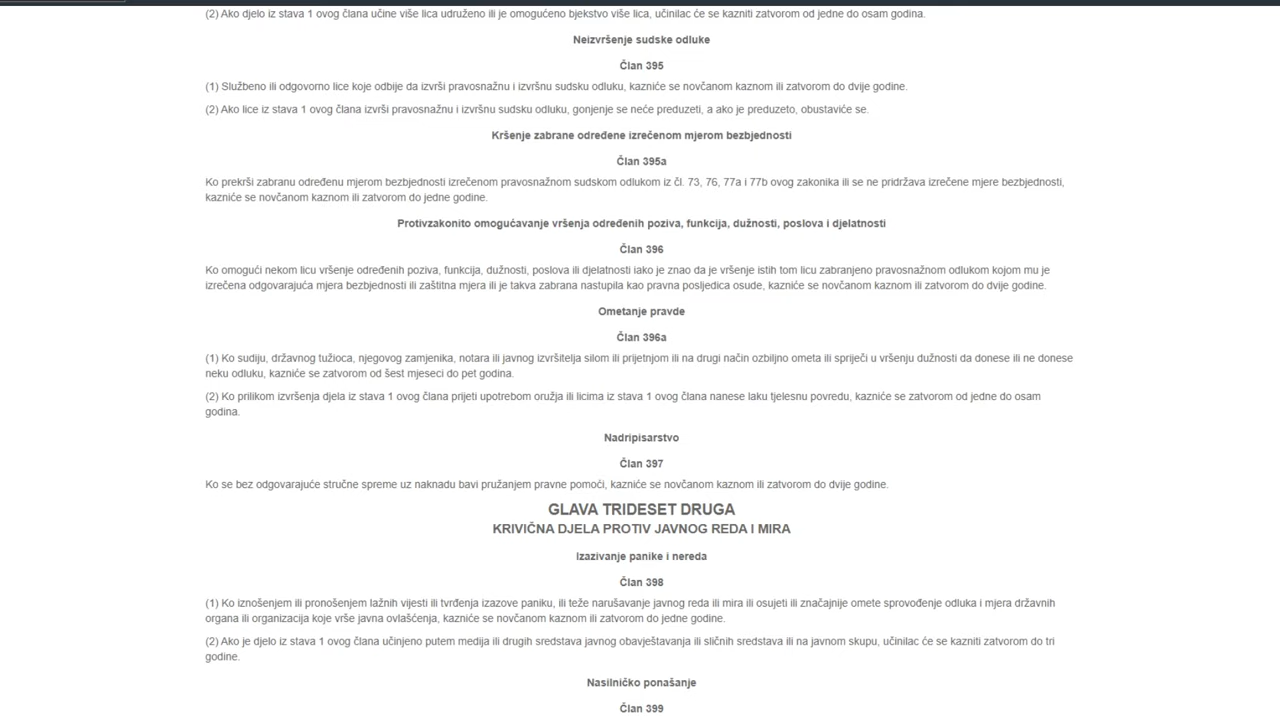 (2) Ako djelo iz stava 1 ovog člana učine više lica udruženo ili je omogućeno bjekstvo više lica, učinilac će se kazniti zatvorom od jedne do osam godina.
Neizvršenje sudske odluke
Član 395
(1) Službeno ili odgovorno lice koje odbije da izvrši pravosnažnu i izvršnu sudsku odluku, kazniće se novčanom kaznom ili zatvorom do dvije godine.
(2) Ako lice iz stava 1 ovog člana izvrši pravosnažnu i izvršnu sudsku odluku, gonjenje se neće preduzeti, a ako je preduzeto, obustaviće se.
Kršenje zabrane određene izrečenom mjerom bezbjednosti
Član 395a
Ko prekrši zabranu određenu mjerom bezbjednosti izrečenom pravosnažnom sudskom odlukom iz čl. 73, 76, 77a i 77b ovog zakonika ili se ne pridržava izrečene mjere bezbjednosti,
kazniće se novčanom kaznom ili zatvorom do jedne godine.
Protivzakonito omogućavanje vršenja određenih poziva, funkcija, dužnosti, poslova i djelatnosti
Član 396
Ko omogući nekom licu vršenje određenih poziva, funkcija, dužnosti, poslova ili djelatnosti iako je znao da je vršenje istih tom licu zabranjeno pravosnažnom odlukom kojom mu je
izrečena odgovarajuća mjera bezbjednosti ili zaštitna mjera ili je takva zabrana nastupila kao pravna posljedica osude, kazniće se novčanom kaznom ili zatvorom do dvije godine.
Ometanje pravde
Član 396a
(1) Ko sudiju, državnog tužioca, njegovog zamjenika, notara ili javnog izvršitelja silom ili prijetnjom ili na drugi način ozbiljno ometa ili spriječi u vršenju dužnosti da donese ili ne donese
neku odluku, kazniće se zatvorom od šest mjeseci do pet godina.
(2) Ko prilikom izvršenja djela iz stava 1 ovog člana prijeti upotrebom oružja ili licima iz stava 1 ovog člana nanese laku tjelesnu povredu, kazniće se zatvorom od jedne do osam
godina.
Nadripisarstvo
Član 397
Ko se bez odgovarajuće stručne spreme uz naknadu bavi pružanjem pravne pomoći, kazniće se novčanom kaznom ili zatvorom do dvije godine.
GLAVA TRIDESET DRUGA
KRIVIČNA DJELA PROTIV JAVNOG REDA I MIRA
Izazivanje panike i nereda
Član 398
(1) Ko iznošenjem ili pronošenjem lažnih vijesti ili tvrđenja izazove paniku, ili teže narušavanje javnog reda ili mira ili osujeti ili značajnije omete sprovođenje odluka i mjera državnih
organa ili organizacija koje vrše javna ovlašćenja, kazniće se novčanom kaznom ili zatvorom do jedne godine.
(2) Ako je djelo iz stava 1 ovog člana učinjeno putem medija ili drugih sredstava javnog obavještavanja ili sličnih sredstava ili na javnom skupu, učinilac će se kazniti zatvorom do tri
godine.
Nasilničko ponašanje
Član 399